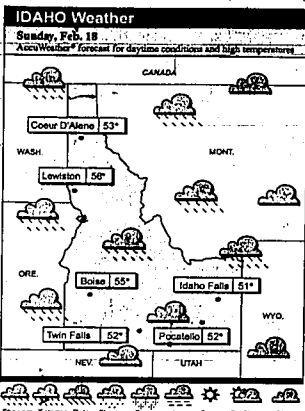 IDAHO Weather
Sunday, Feb. 18
AccuWeather® forecast for daytime conditions and high temperatures
CANADA
Coeur D'Alene 53°
WASH.
MONT.
Lewiston 56°
ORE.
Boise 55°
Idaho Falls 51°
WYO.
Twin Falls 52°
Pocatello 52°
NEV.
UTAH